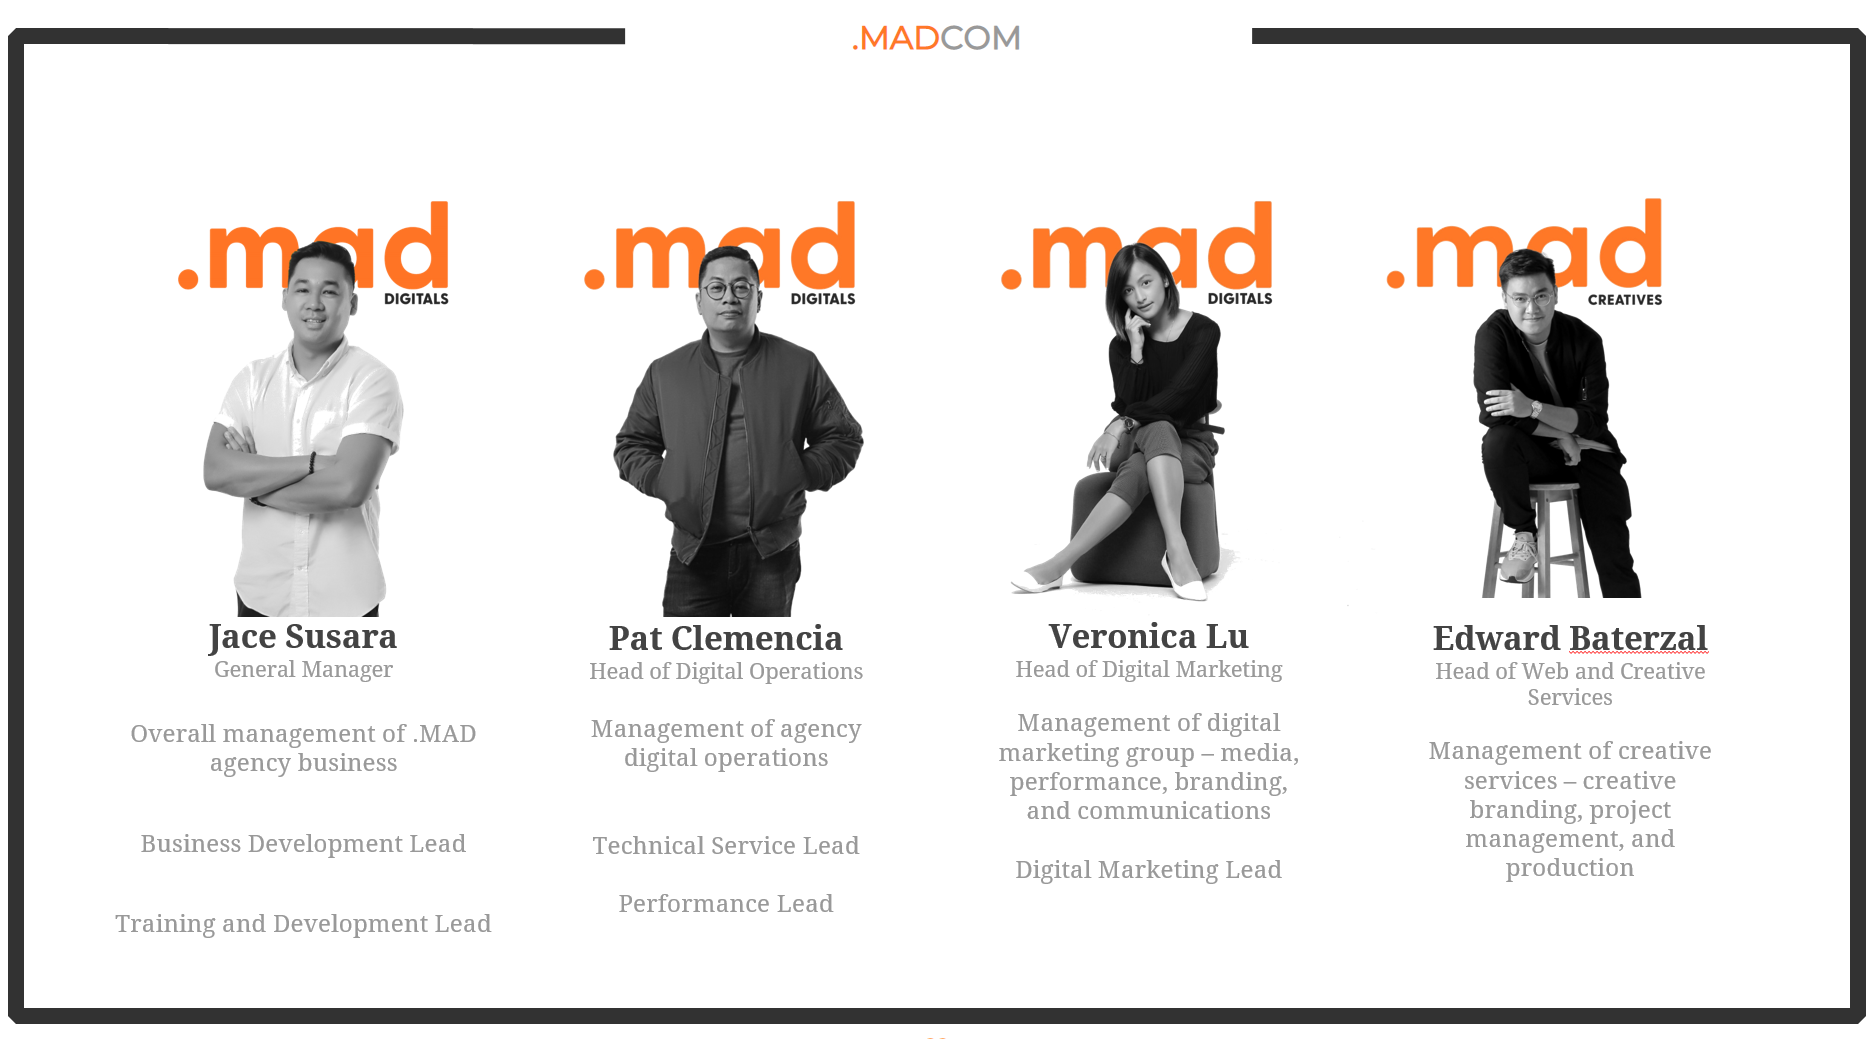 .MADCOM
.mad
DIGITALS
Jace Susara
General Manager
Overall management of .MAD
agency business
Business Development Lead
Training and Development Lead
.mad
DIGITALS
Pat Clemencia
Head of Digital Operations
Management of agency
digital operations
Technical Service Lead
Performance Lead
.mad
DIGITALS
Veronica Lu
Head of Digital Marketing
Management of digital
marketing group – media,
performance, branding,
and communications
Digital Marketing Lead
.mad
CREATIVES
Edward Baterzal
Head of Web and Creative
Services
Management of creative
services – creative
branding, project
management, and
production